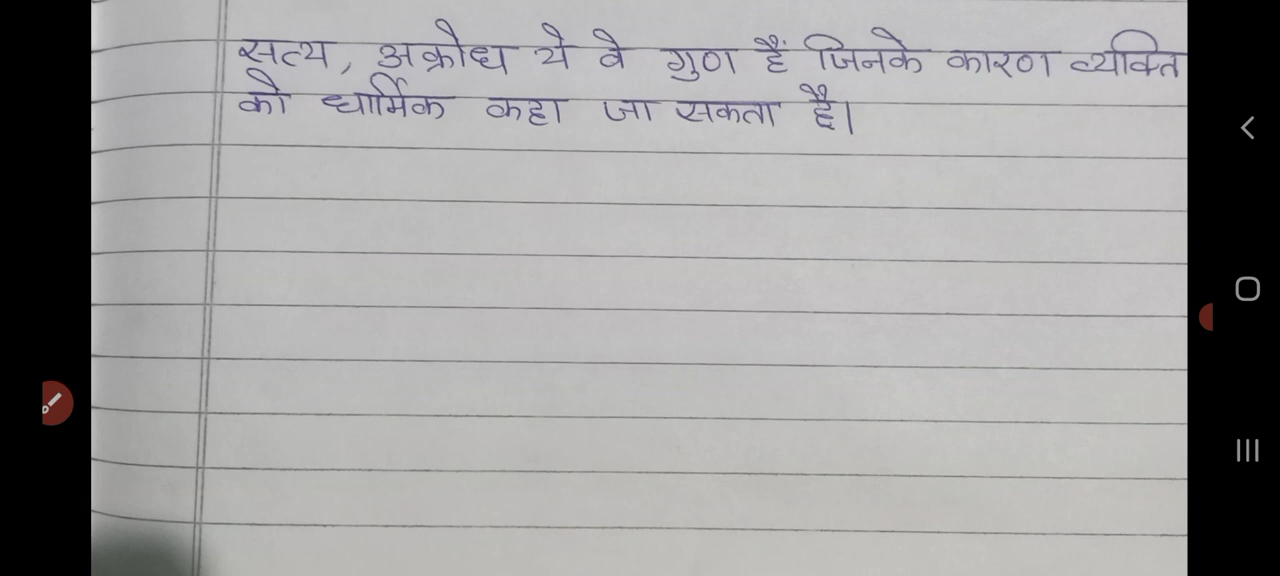 सत्य, अक्रोध ये वे गुण हैं जिनके कारण व्यक्ति
को धार्मिक कहा जा सकता है।